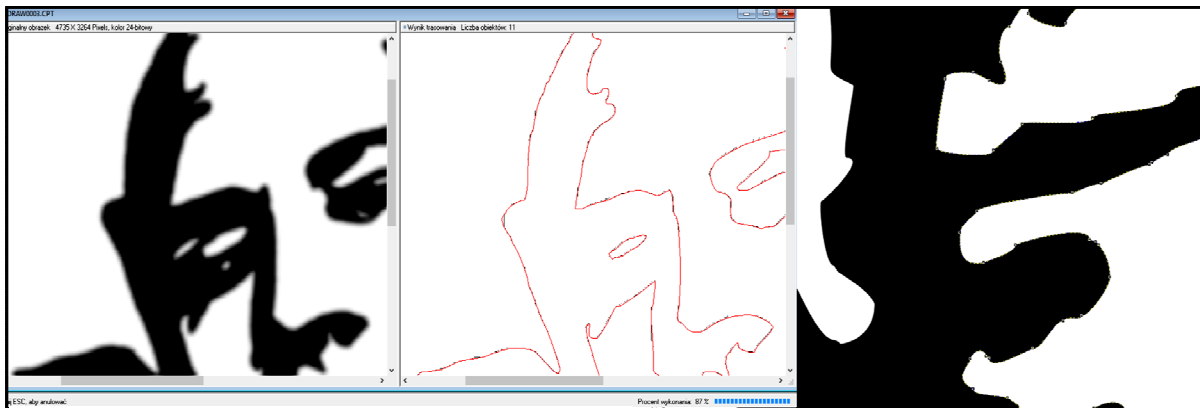 DRAW0003.CPT
ginalny obrazek 4735 X 3264 Pixels, kolor 24-bitowy
Wynik trasowania Liczba obiektów: 11
ESC, aby anulować
Procent wykonania: 87 %